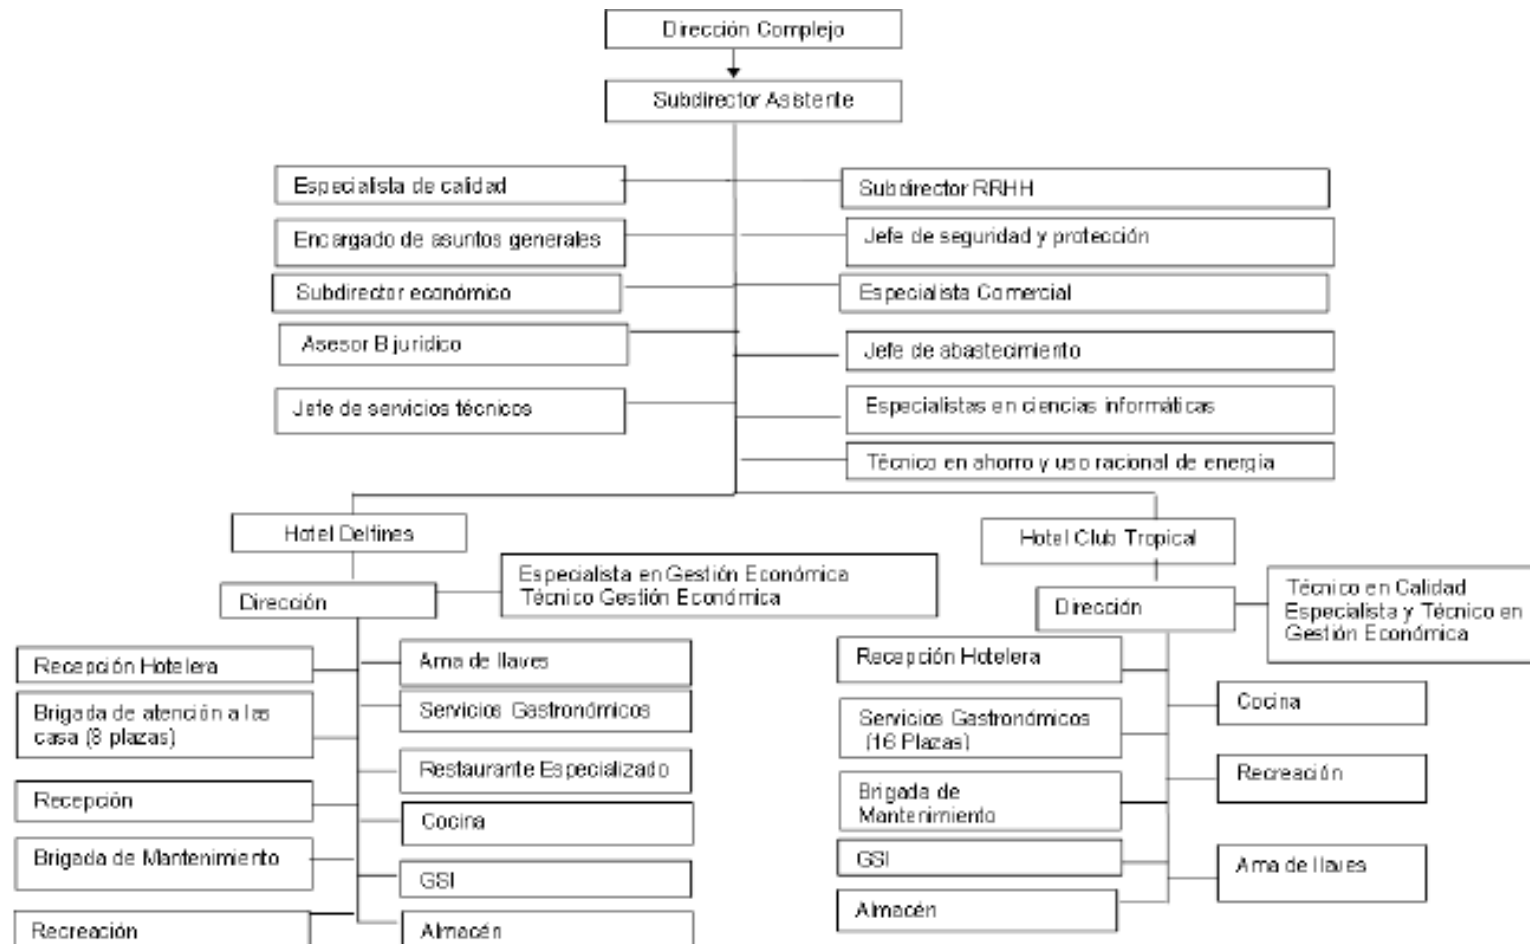 Dirección Complejo
Subdirector Asistente
Especialista de calidad
Subdirector RRHH
Encargado de asuntos generales
Jefe de seguridad y protección
Subdirector económico
Especialista Comercial
Asesor B jurídico
Jefe de abastecimiento
Jefe de servicios técnicos
Especialistas en ciencias informáticas
Técnico en ahorro y uso racional de energía
Hotel Delfines
Hotel Club Tropical
Dirección
Especialista en Gestión Económica
Técnico Gestión Económica
Dirección
Técnico en Calidad
Especialista y Técnico en
Gestión Económica
Recepción Hotelera
Ama de llaves
Brigada de atención a las
casa (8 plazas)
Servicios Gastronómicos
Restaurante Especializado
Recepción
Cocina
Brigada de Mantenimiento
GSI
Recreación
Almacén
Recepción Hotelera
Cocina
Servicios Gastronómicos
(16 Plazas)
Recreación
Brigada de
Mantenimiento
GSI
Ama de llaves
Almacén